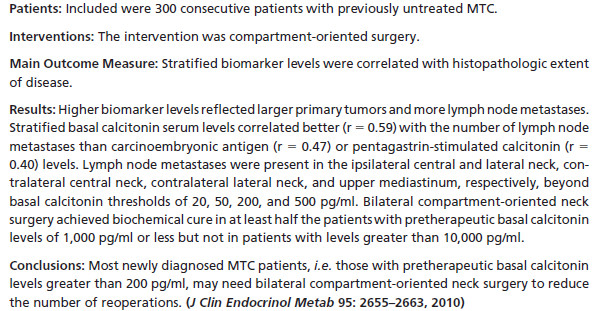 Patients: Included were 300 consecutive patients with previously untreated MTC.
Interventions: The intervention was compartment-oriented surgery.
Main Outcome Measure: Stratified biomarker levels were correlated with histopathologic extent
of disease.
Results: Higher biomarker levels reflected larger primary tumors and more lymph node metastases.
Stratified basal calcitonin serum levels correlated better (r = 0.59) with the number of lymph node
metastases than carcinoembryonic antigen (r = 0.47) or pentagastrin-stimulated calcitonin (r =
0.40) levels. Lymph node metastases were present in the ipsilateral central and lateral neck, con-
tralateral central neck, contralateral lateral neck, and upper mediastinum, respectively, beyond
basal calcitonin thresholds of 20, 50, 200, and 500 pg/ml. Bilateral compartment-oriented neck
surgery achieved biochemical cure in at least half the patients with pretherapeutic basal calcitonin
levels of 1,000 pg/ml or less but not in patients with levels greater than 10,000 pg/ml.
Conclusions: Most newly diagnosed MTC patients, i.e. those with pretherapeutic basal calcitonin
levels greater than 200 pg/ml, may need bilateral compartment-oriented neck surgery to reduce
the number of reoperations. (J Clin Endocrinol Metab 95: 2655–2663, 2010)